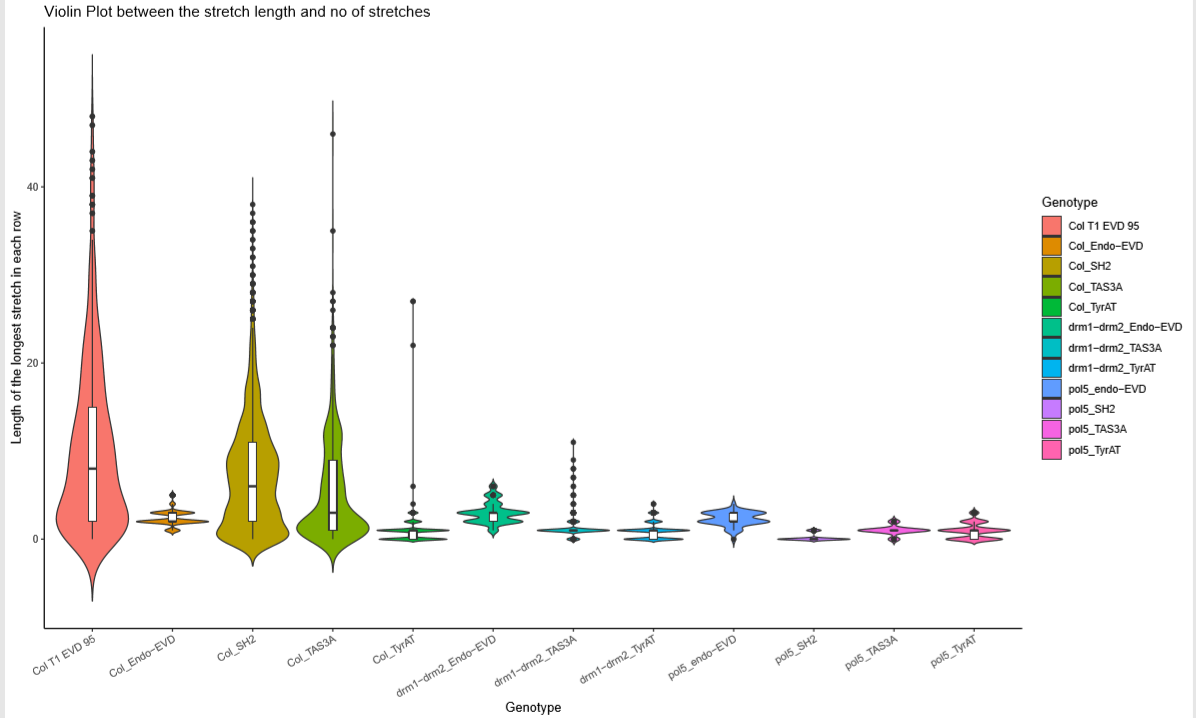 Violin Plot between the stretch length and no of stretches
Length of the longest stretch in each row
40
20
0
Col T1 EVD 95
Col_Endo−EVD
Col_SH2
Col_TAS3A
Col_TyrAT
drm1−drm2_Endo−EVD
drm1−drm2_TAS3A
drm1−drm2_TyrAT
pol5_endo−EVD
pol5_SH2
pol5_TAS3A
pol5_TyrAT
Genotype
Genotype
Col T1 EVD 95
Col_Endo−EVD
Col_SH2
Col_TAS3A
Col_TyrAT
drm1−drm2_Endo−EVD
drm1−drm2_TAS3A
drm1−drm2_TyrAT
pol5_endo−EVD
pol5_SH2
pol5_TAS3A
pol5_TyrAT